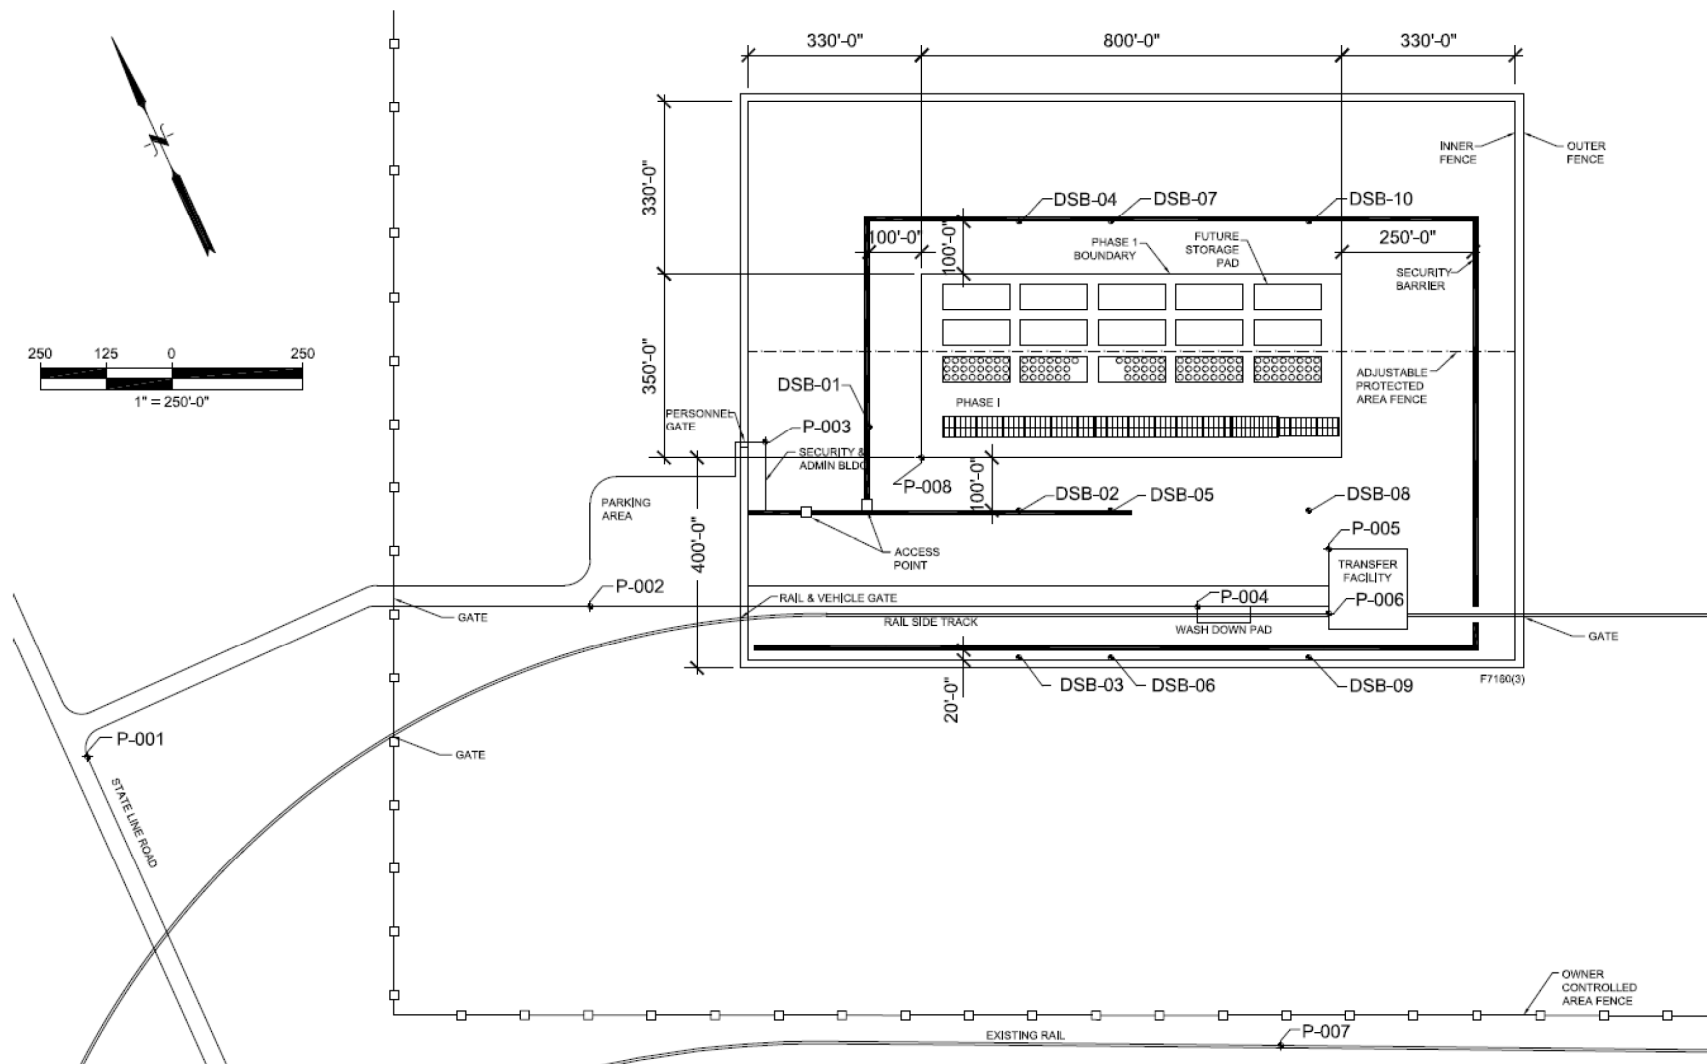 330'-0"
800'-0"
330'-0"
INNER
FENCE
OUTER
FENCE
330'-0"
DSB-04
DSB-07
DSB-10
100'-0"
100'-0"
PHASE 1
BOUNDARY
FUTURE
STORAGE
PAD
250'-0"
SECURITY
BARRIER
250
125
0
250
1" = 250'-0"
350'-0"
DSB-01
ADJUSTABLE
PROTECTED
AREA FENCE
PHASE I
PERSONNEL
GATE
P-003
SECURITY &
ADMIN BLDG
P-008
100'-0"
DSB-02
DSB-05
DSB-08
PARKING
AREA
400'-0"
ACCESS
POINT
P-005
TRANSFER
FACILITY
P-002
RAIL & VEHICLE GATE
P-004
P-006
GATE
RAIL SIDE TRACK
WASH DOWN PAD
GATE
20'-0"
DSB-03
DSB-06
DSB-09
F7160(3)
P-001
GATE
STATE LINE ROAD
OWNER
CONTROLLED
AREA FENCE
EXISTING RAIL
P-007